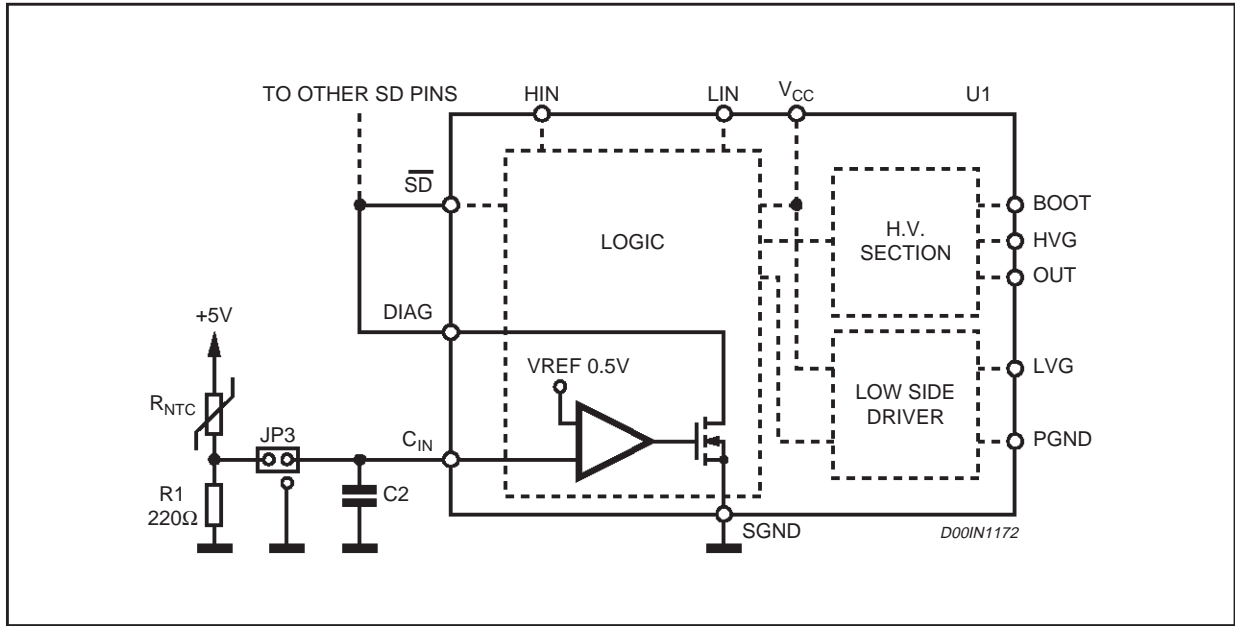 TO OTHER SD PINS
HIN
LIN
VCC
U1
SD
LOGIC
H.V.
SECTION
BOOT
HVG
OUT
DIAG
+5V
VREF 0.5V
LOW SIDE
DRIVER
LVG
RNTC
JP3
CIN
PGND
R1
220Ω
C2
SGND
D00IN1172